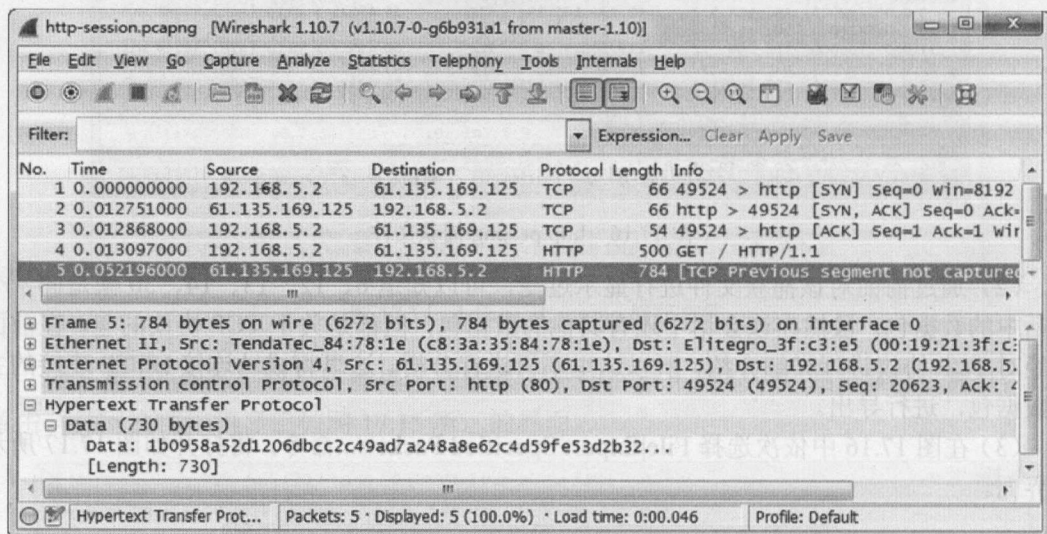 http-session.pcapng [Wireshark 1.10.7 (v1.10.7-0-g6b931a1 from master-1.10)]
File Edit View Go Capture Analyze Statistics Telephony Tools Internals Help
Filter: Expression... Clear Apply Save
No. Time Source Destination Protocol Length Info
1 0.000000000 192.168.5.2 61.135.169.125 TCP 66 49524 > http [SYN] Seq=0 Win=8192
2 0.012751000 61.135.169.125 192.168.5.2 TCP 66 http > 49524 [SYN, ACK] Seq=0 Ack=
3 0.012868000 192.168.5.2 61.135.169.125 TCP 54 49524 > http [ACK] Seq=1 Ack=1 Wir
4 0.013097000 192.168.5.2 61.135.169.125 HTTP 500 GET / HTTP/1.1
5 0.052196000 61.135.169.125 192.168.5.2 HTTP 784 [TCP Previous segment not captured
Frame 5: 784 bytes on wire (6272 bits), 784 bytes captured (6272 bits) on interface 0
Ethernet II, Src: TendaTec_84:78:1e (c8:3a:35:84:78:1e), Dst: Elitegro_3f:c3:e5 (00:19:21:3f:c3
Internet Protocol Version 4, Src: 61.135.169.125 (61.135.169.125), Dst: 192.168.5.2 (192.168.5.
Transmission Control Protocol, Src Port: http (80), Dst Port: 49524 (49524), Seq: 20623, Ack: 4
Hypertext Transfer Protocol
Data (730 bytes)
Data: 1b0958a52d1206dbcc2c49ad7a248a8e62c4d59fe53d2b32...
[Length: 730]
Hypertext Transfer Prot... Packets: 5 · Displayed: 5 (100.0%) · Load time: 0:00.046 Profile: Default